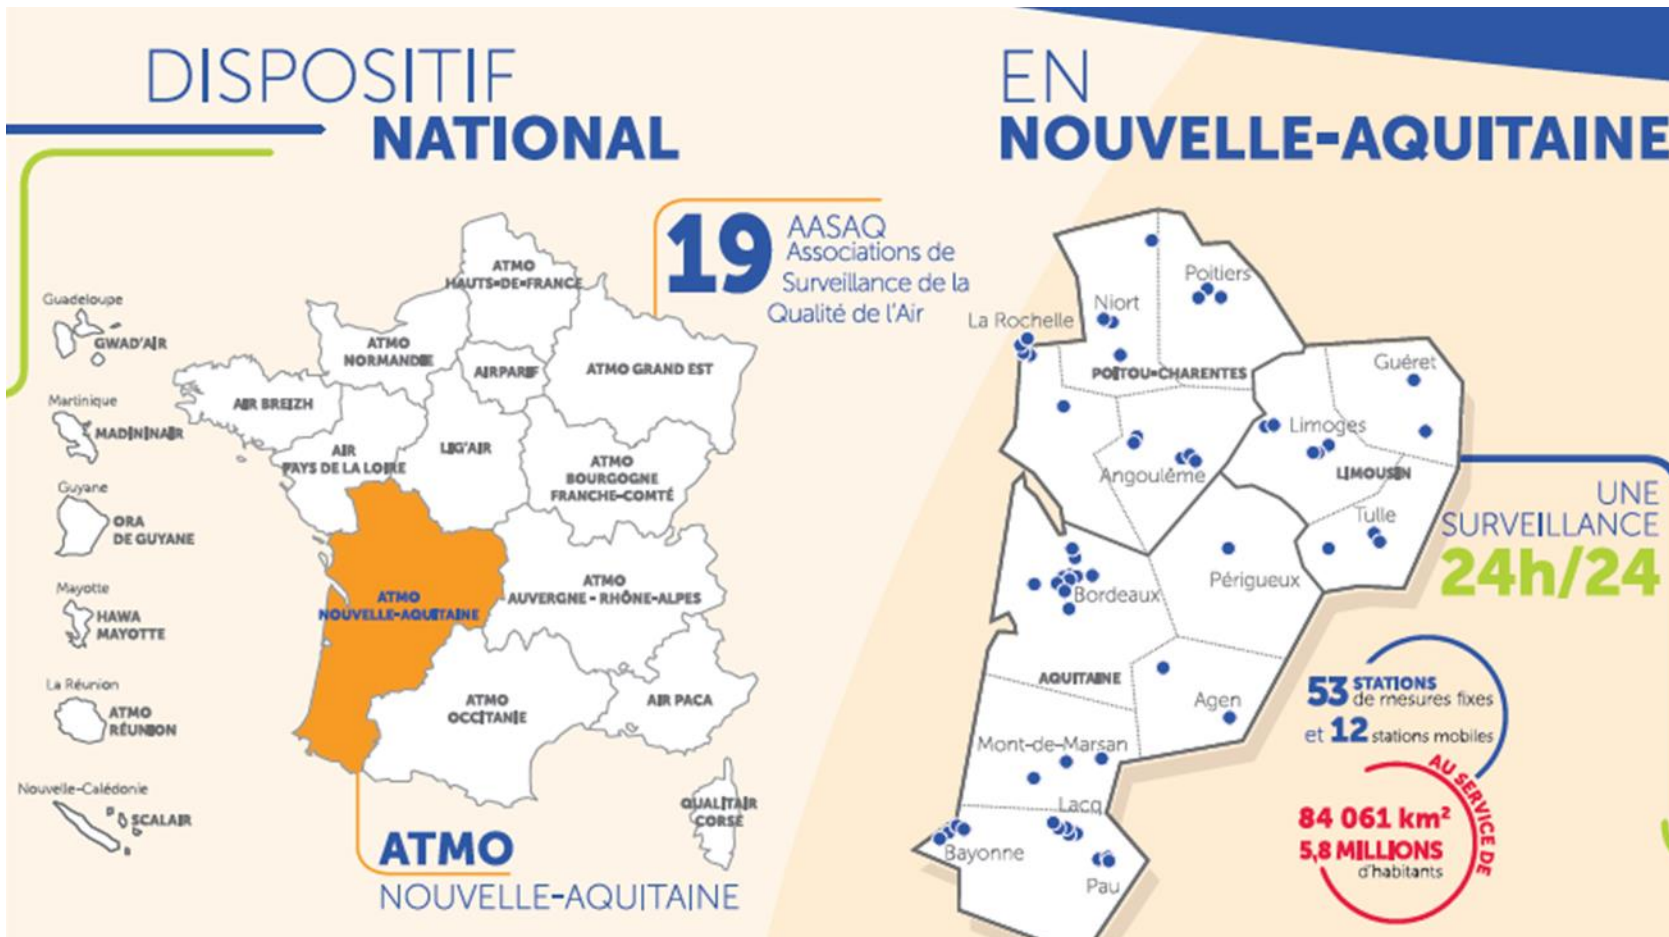 DISPOSITIF
NATIONAL
19
AASAQ
Associations de
Surveillance de la
Qualité de l'Air
Guadeloupe
GWAD'AIR
Martinique
MADININAIR
Guyane
ORA
DE GUYANE
Mayotte
HAWA
MAYOTTE
La Réunion
ATMO
RÉUNION
Nouvelle-Calédonie
SCALAIR
ATMO
HAUTS-DE-FRANCE
ATMO
NORMANDIE
AIRPARIF
ATMO GRAND EST
AIR BREIZH
AIR
PAYS DE LA LOIRE
LIG'AIR
ATMO
BOURGOGNE
FRANCHE-COMTÉ
ATMO
NOUVELLE-AQUITAINE
ATMO
AUVERGNE - RHÔNE-ALPES
ATMO
OCCITANIE
AIR PACA
QUALITAIR
CORSE
ATMO
NOUVELLE-AQUITAINE
EN
NOUVELLE-AQUITAINE
Poitiers
Niort
La Rochelle
POITOU-CHARENTES
Guéret
Limoges
Angoulême
LIMOUSIN
Tulle
Périgueux
Bordeaux
AQUITAINE
Agen
Mont-de-Marsan
Lacq
Bayonne
Pau
UNE
SURVEILLANCE
24h/24
53 STATIONS
de mesures fixes
et 12 stations mobiles
AU SERVICE DE
84 061 km²
5,8 MILLIONS
d'habitants